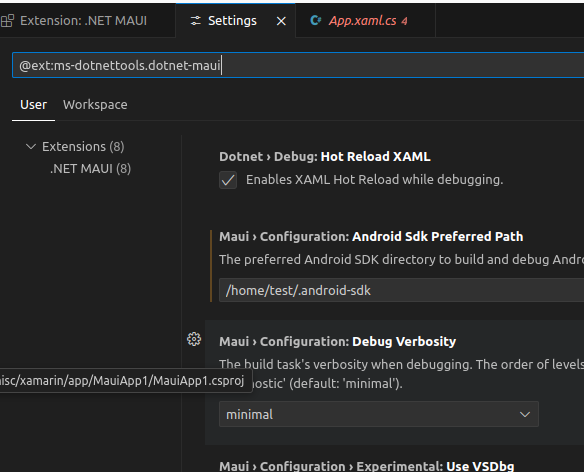 Extension: .NET MAUI
Settings
App.xaml.cs 4
@ext:ms-dotnettools.dotnet-maui
User Workspace
Extensions (8)
.NET MAUI (8)
Dotnet › Debug: Hot Reload XAML
Enables XAML Hot Reload while debugging.
Maui › Configuration: Android Sdk Preferred Path
The preferred Android SDK directory to build and debug Andr
/home/test/.android-sdk
Maui › Configuration: Debug Verbosity
The build task's verbosity when debugging. The order of levels
isc/xamarin/app/MauiApp1/MauiApp1.csproj
nostic' (default: 'minimal').
minimal
Maui › Configuration › Experimental: Use VSDbg